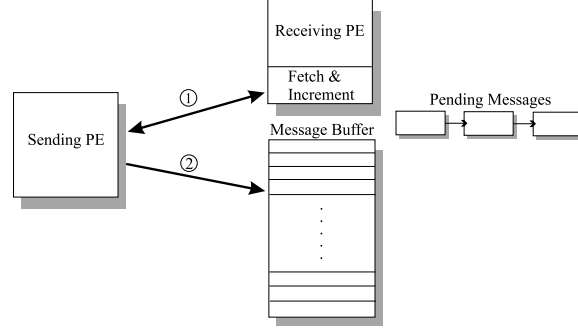 Receiving PE
Fetch &
Increment
①
Pending Messages
Sending PE
Message Buffer
②